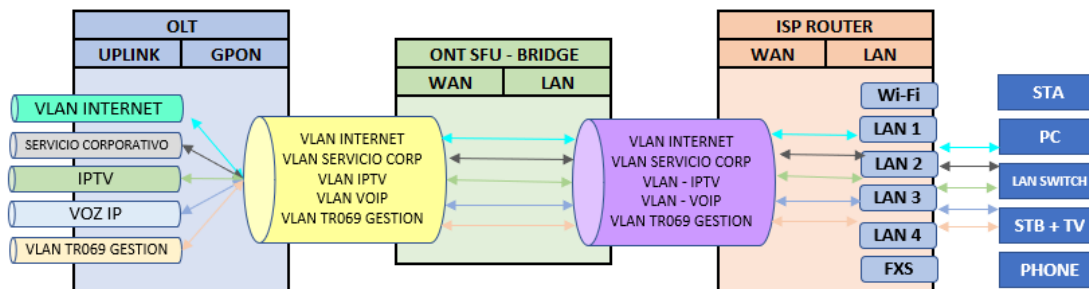 OLT
UPLINK
GPON
VLAN INTERNET
SERVICIO CORPORATIVO
IPTV
VOZ IP
VLAN TR069 GESTION
VLAN INTERNET
VLAN SERVICIO CORP
VLAN IPTV
VLAN VOIP
VLAN TR069 GESTION
ONT SFU - BRIDGE
WAN
LAN
VLAN INTERNET
VLAN SERVICIO CORP
VLAN - IPTV
VLAN - VOIP
VLAN TR069 GESTION
ISP ROUTER
WAN
LAN
Wi-Fi
LAN 1
LAN 2
LAN 3
LAN 4
FXS
STA
PC
LAN SWITCH
STB + TV
PHONE